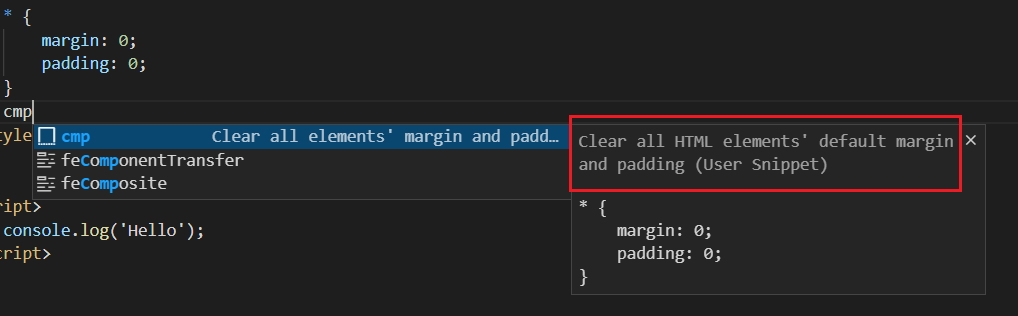 * {
margin: 0;
padding: 0;
}
cmp
tyle
cmp Clear all elements' margin and padd…
feComponentTransfer
feComposite
Clear all HTML elements' default margin
and padding (User Snippet)
* {
margin: 0;
padding: 0;
}
ript>
console.log('Hello');
cript>